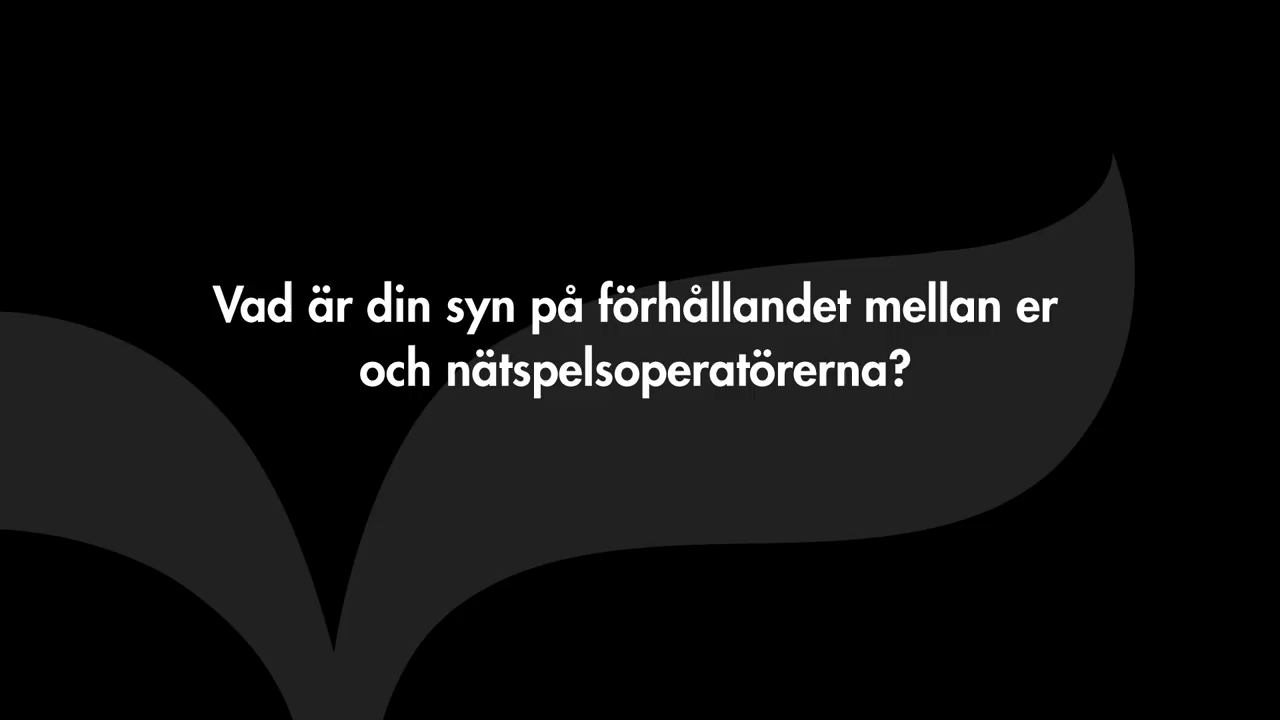 Vad är din syn på förhållandet mellan er
och nätspelsoperatörerna?